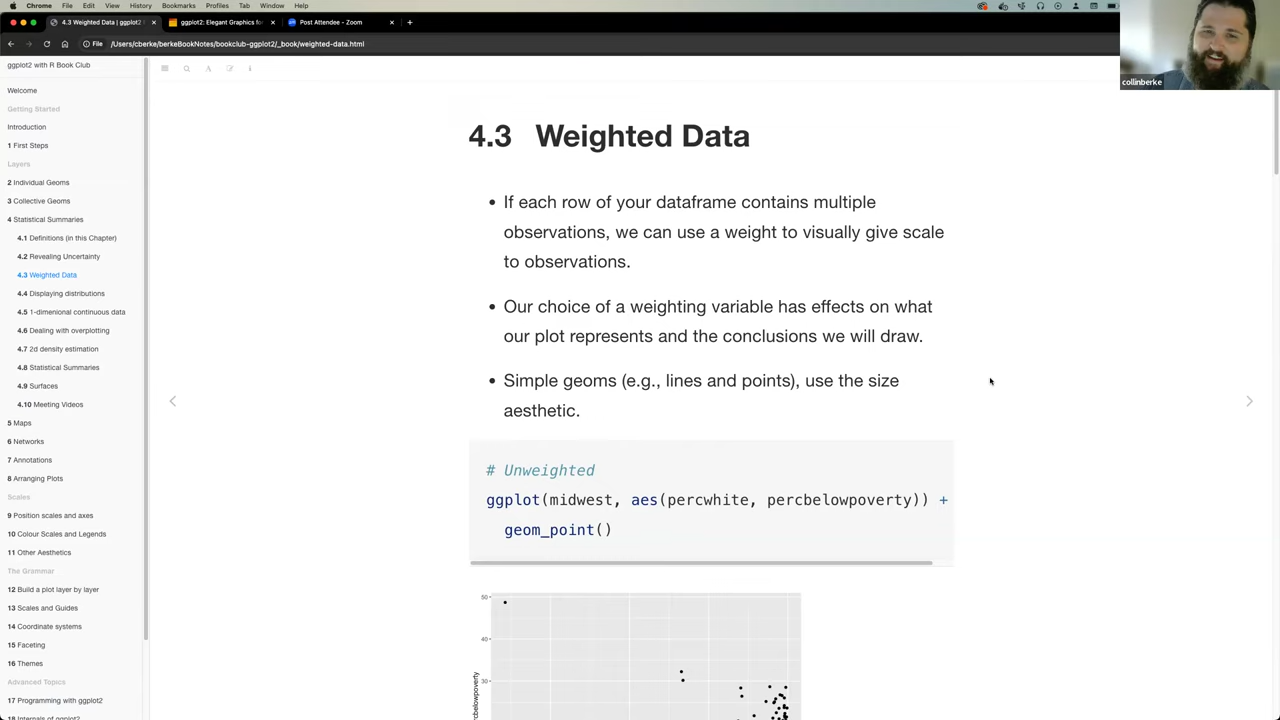 Chrome File Edit View History Bookmarks Profiles Tab Window Help
4.3 Weighted Data | ggplot2
ggplot2: Elegant Graphics for
Post Attendee - Zoom
File /Users/cberke/berkeBookNotes/bookclub-ggplot2/_book/weighted-data.html
collinberke
ggplot2 with R Book Club
Welcome
Getting Started
Introduction
1 First Steps
Layers
2 Individual Geoms
3 Collective Geoms
4 Statistical Summaries
4.1 Definitions (in this Chapter)
4.2 Revealing Uncertainty
4.3 Weighted Data
4.4 Displaying distributions
4.5 1-dimenional continuous data
4.6 Dealing with overplotting
4.7 2d density estimation
4.8 Statistical Summaries
4.9 Surfaces
4.10 Meeting Videos
5 Maps
6 Networks
7 Annotations
8 Arranging Plots
Scales
9 Position scales and axes
10 Colour Scales and Legends
11 Other Aesthetics
The Grammar
12 Build a plot layer by layer
13 Scales and Guides
14 Coordinate systems
15 Faceting
16 Themes
Advanced Topics
17 Programming with ggplot2
18 Internals of ggplot2
4.3 Weighted Data
• If each row of your dataframe contains multiple
observations, we can use a weight to visually give scale
to observations.
• Our choice of a weighting variable has effects on what
our plot represents and the conclusions we will draw.
• Simple geoms (e.g., lines and points), use the size
aesthetic.
# Unweighted
ggplot(midwest, aes(percwhite, percbelowpoverty)) +
geom_point()
50
40
30